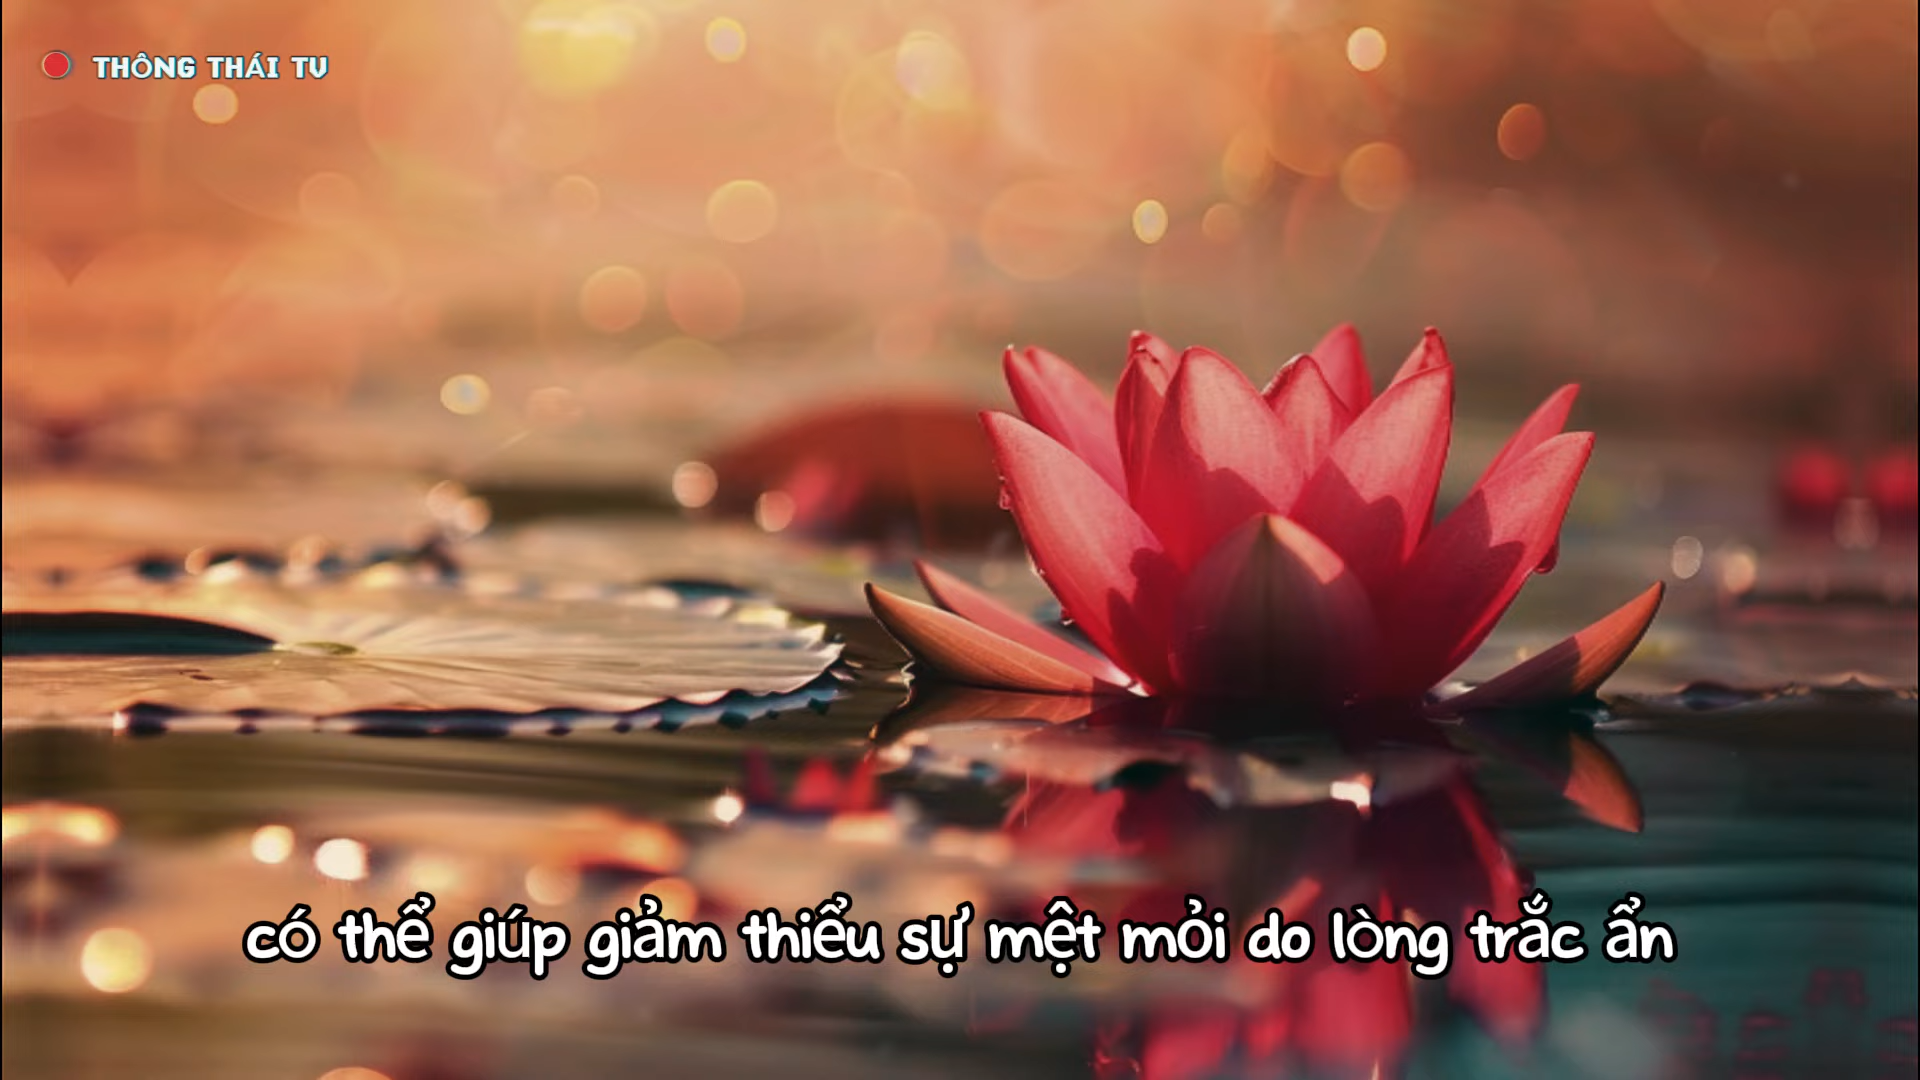 THÔNG THÁI TV
có thể giúp giảm thiểu sự mệt mỏi do lòng trắc ẩn